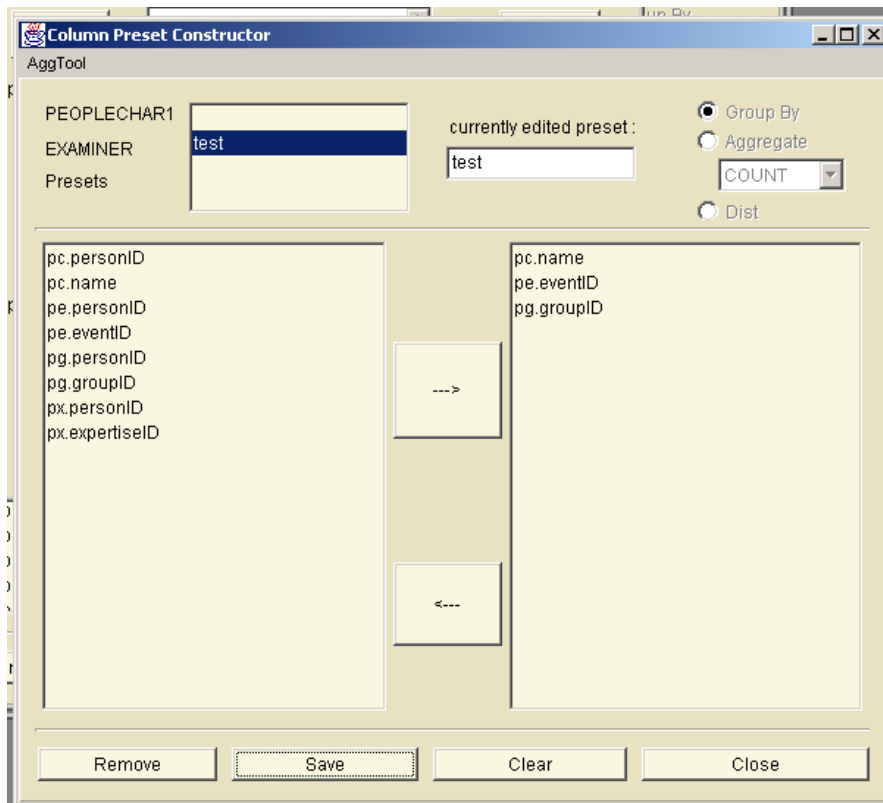 Column Preset Constructor
AggTool
PEOPLECHAR1
EXAMINER
Presets
test
currently edited preset :
test
Group By
Aggregate
COUNT
Dist
pc.personID
pc.name
pe.personID
pe.eventID
pg.personID
pg.groupID
px.personID
px.expertiseID
--->
<---
pc.name
pe.eventID
pg.groupID
Remove
Save
Clear
Close